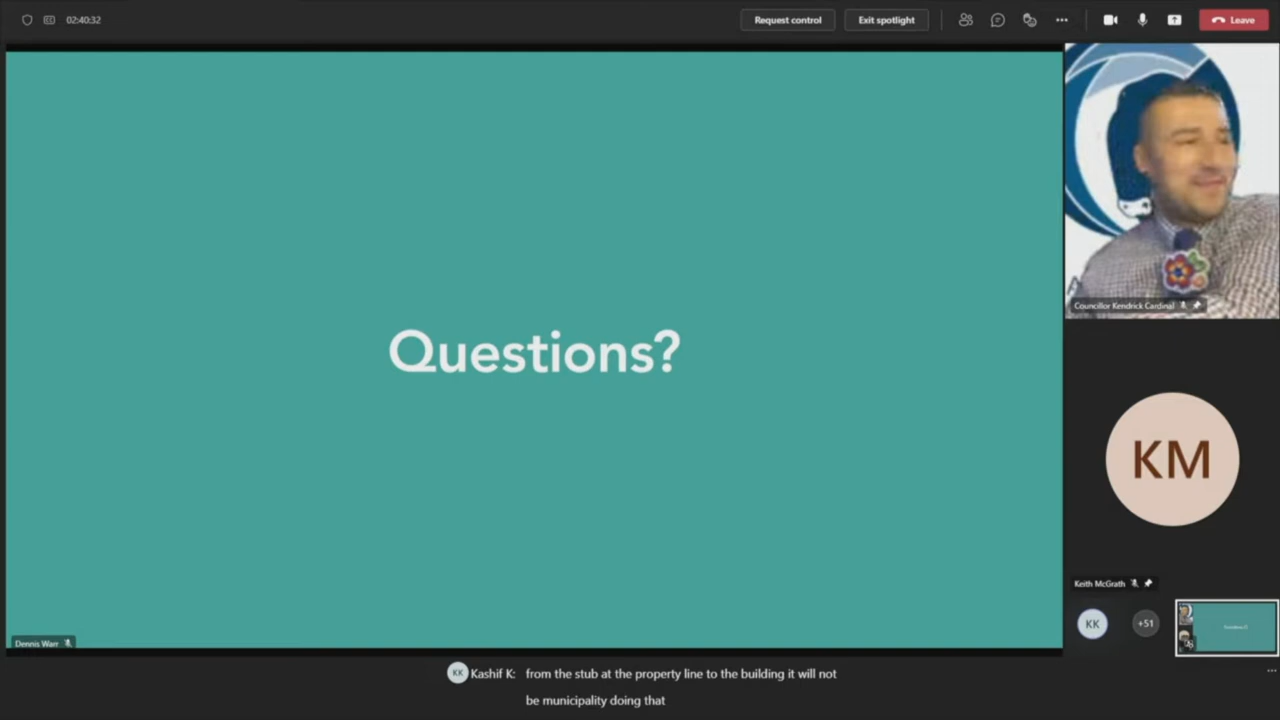 02:40:32
Request control
Exit spotlight
Leave
Questions?
Councillor Kendrick Cardinal
KM
Keith McGrath
KK
+51
Dennis Warr
KK
Kashif K: from the stub at the property line to the building it will not
be municipality doing that